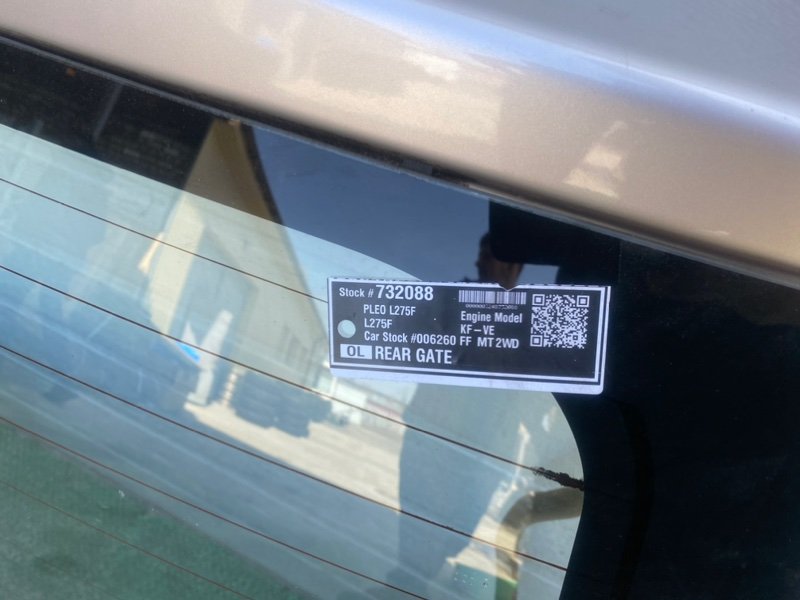 Stock # 732088
PLEO L275F
L275F
Engine Model
KF-VE
Car Stock #006260 FF MT 2WD
OL REAR GATE